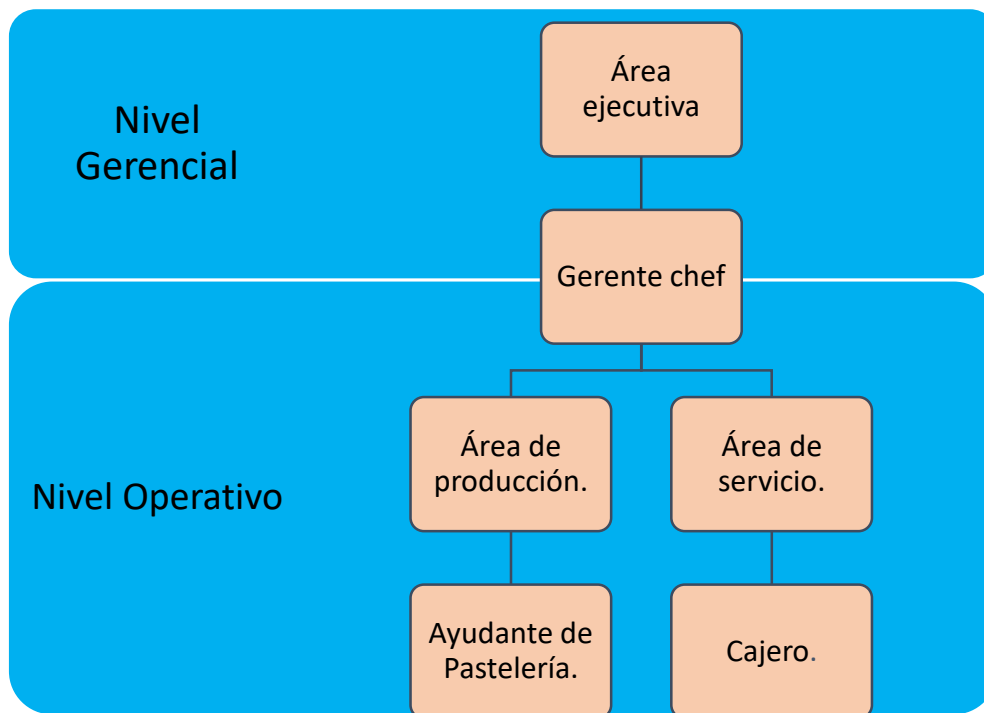 Área
ejecutiva
Nivel
Gerencial
Gerente chef
Área de
producción.
Área de
servicio.
Nivel Operativo
Ayudante de
Pastelería.
Cajero.